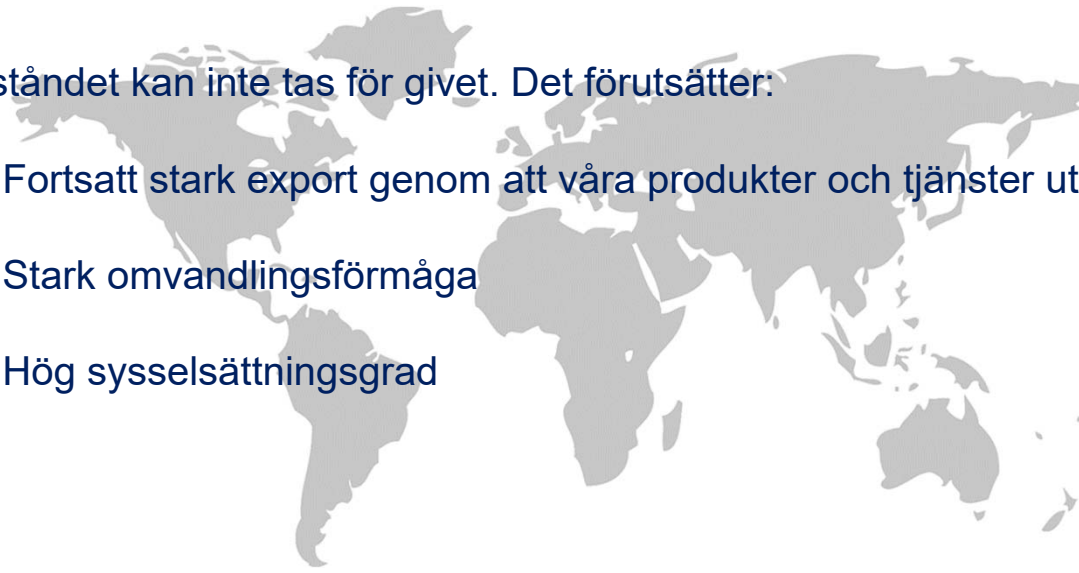 ståndet kan inte tas för givet. Det förutsätter:
Fortsatt stark export genom att våra produkter och tjänster ut
Stark omvandlingsförmåga
Hög sysselsättningsgrad